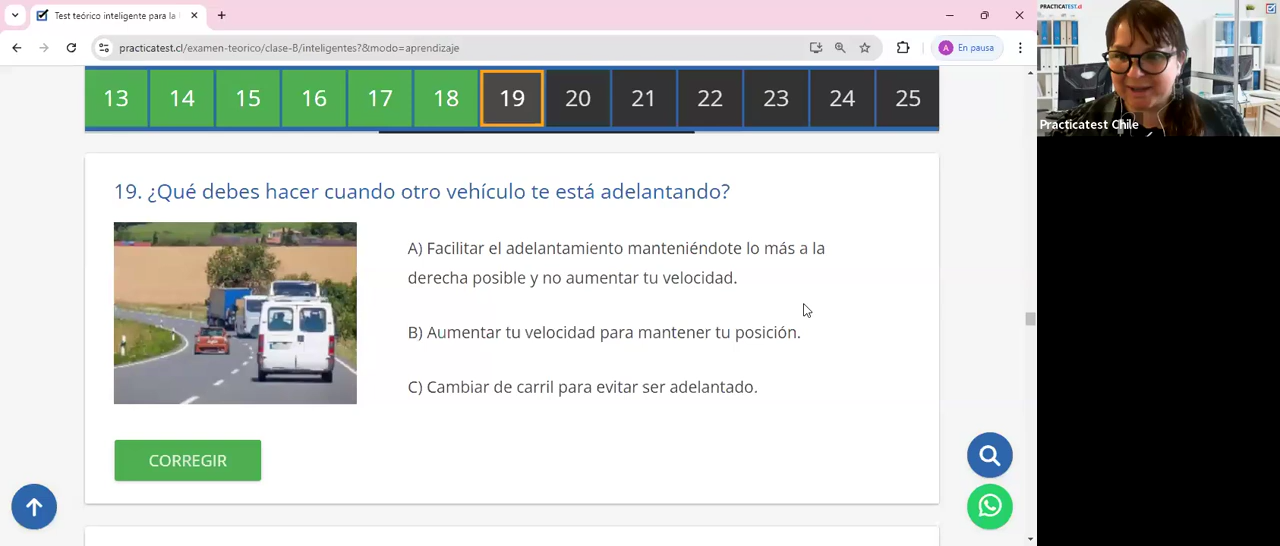 Test teórico inteligente para la
PRACTICATEST.cl
practicatest.cl/examen-teorico/clase-B/inteligentes?&modo=aprendizaje
A
En pausa
13 14 15 16 17 18 19 20 21 22 23 24 25
Practicatest Chile
19. ¿Qué debes hacer cuando otro vehículo te está adelantando?
A) Facilitar el adelantamiento manteniéndote lo más a la
derecha posible y no aumentar tu velocidad.
B) Aumentar tu velocidad para mantener tu posición.
C) Cambiar de carril para evitar ser adelantado.
CORREGIR